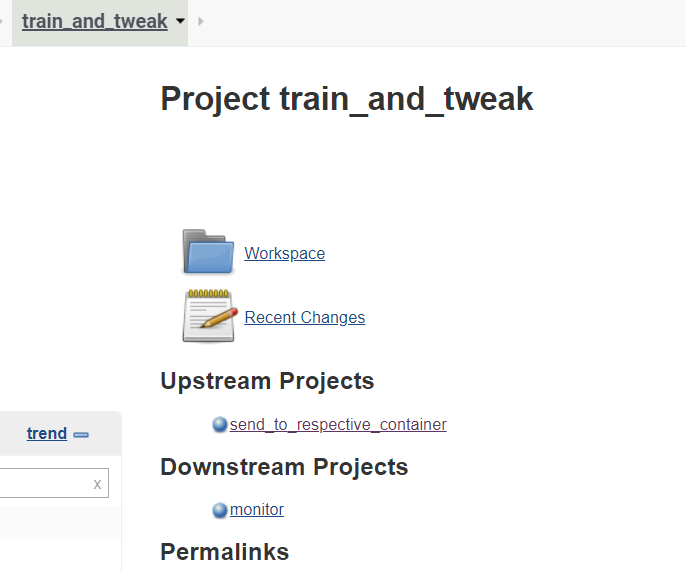 train_and_tweak
Project train_and_tweak
Workspace
Recent Changes
Upstream Projects
send_to_respective_container
trend
x
Downstream Projects
monitor
Permalinks